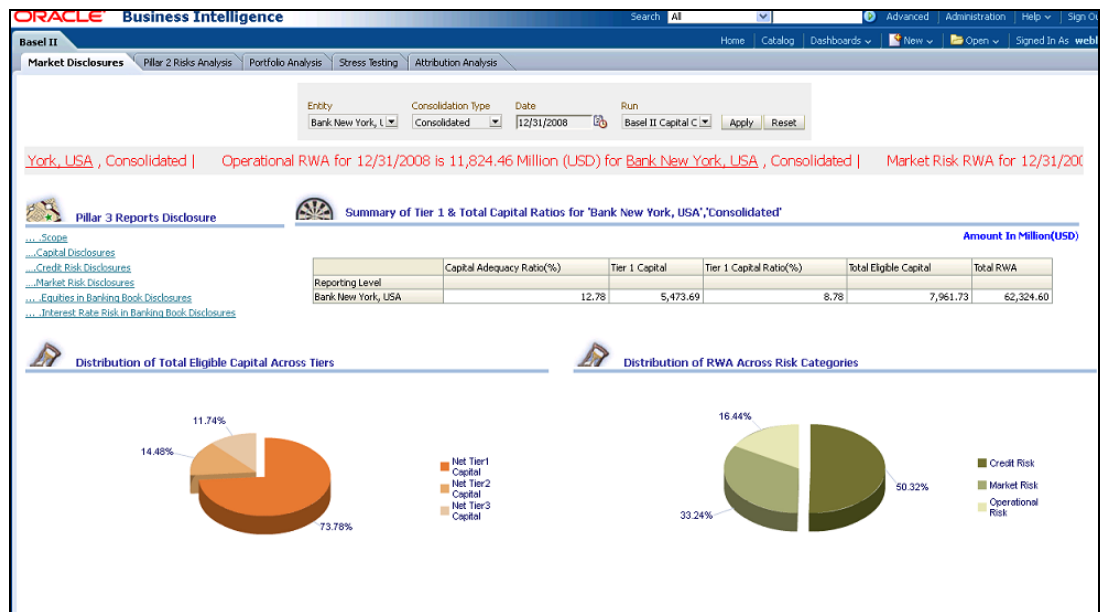 ORACLE Business Intelligence
Search All
Advanced Administration Help Sign
Basel II
Home Catalog Dashboards New Open Signed In As
Market Disclosures Pillar 2 Risks Analysis Portfolio Analysis Stress Testing Attribution Analysis
Entity Consolidation Type Date Run
Bank New York, Consolidated 12/31/2008 Basel II Capital C Apply Reset
York, USA , Consolidated | Operational RWA for 12/31/2008 is 11,824.46 Million (USD) for Bank New York, USA , Consolidated | Market Risk RWA for
Pillar 3 Reports Disclosure
... .Scope
....Capital Disclosures
....Credit Risk Disclosures
....Market Risk Disclosures
... .Equities in Banking Book Disclosures
... .Interest Rate Risk in Banking Book Disclosures
Summary of Tier 1 & Total Capital Ratios for 'Bank New York, USA','Consolidated'
Amount In Million(USD)
Capital Adequacy Ratio(%) Tier 1 Capital Tier 1 Capital Ratio(%) Total Eligible Capital Total RWA
Reporting Level
Bank New York, USA 12.78 5,473.69 8.78 7,961.73 62,324.60
Distribution of Total Eligible Capital Across Tiers
11.74%
14.48%
73.78%
Net Tier1
Capital
Net Tier2
Capital
Net Tier3
Capital
Distribution of RWA Across Risk Categories
16.44%
50.32%
33.24%
Credit Risk
Market Risk
Operational
Risk